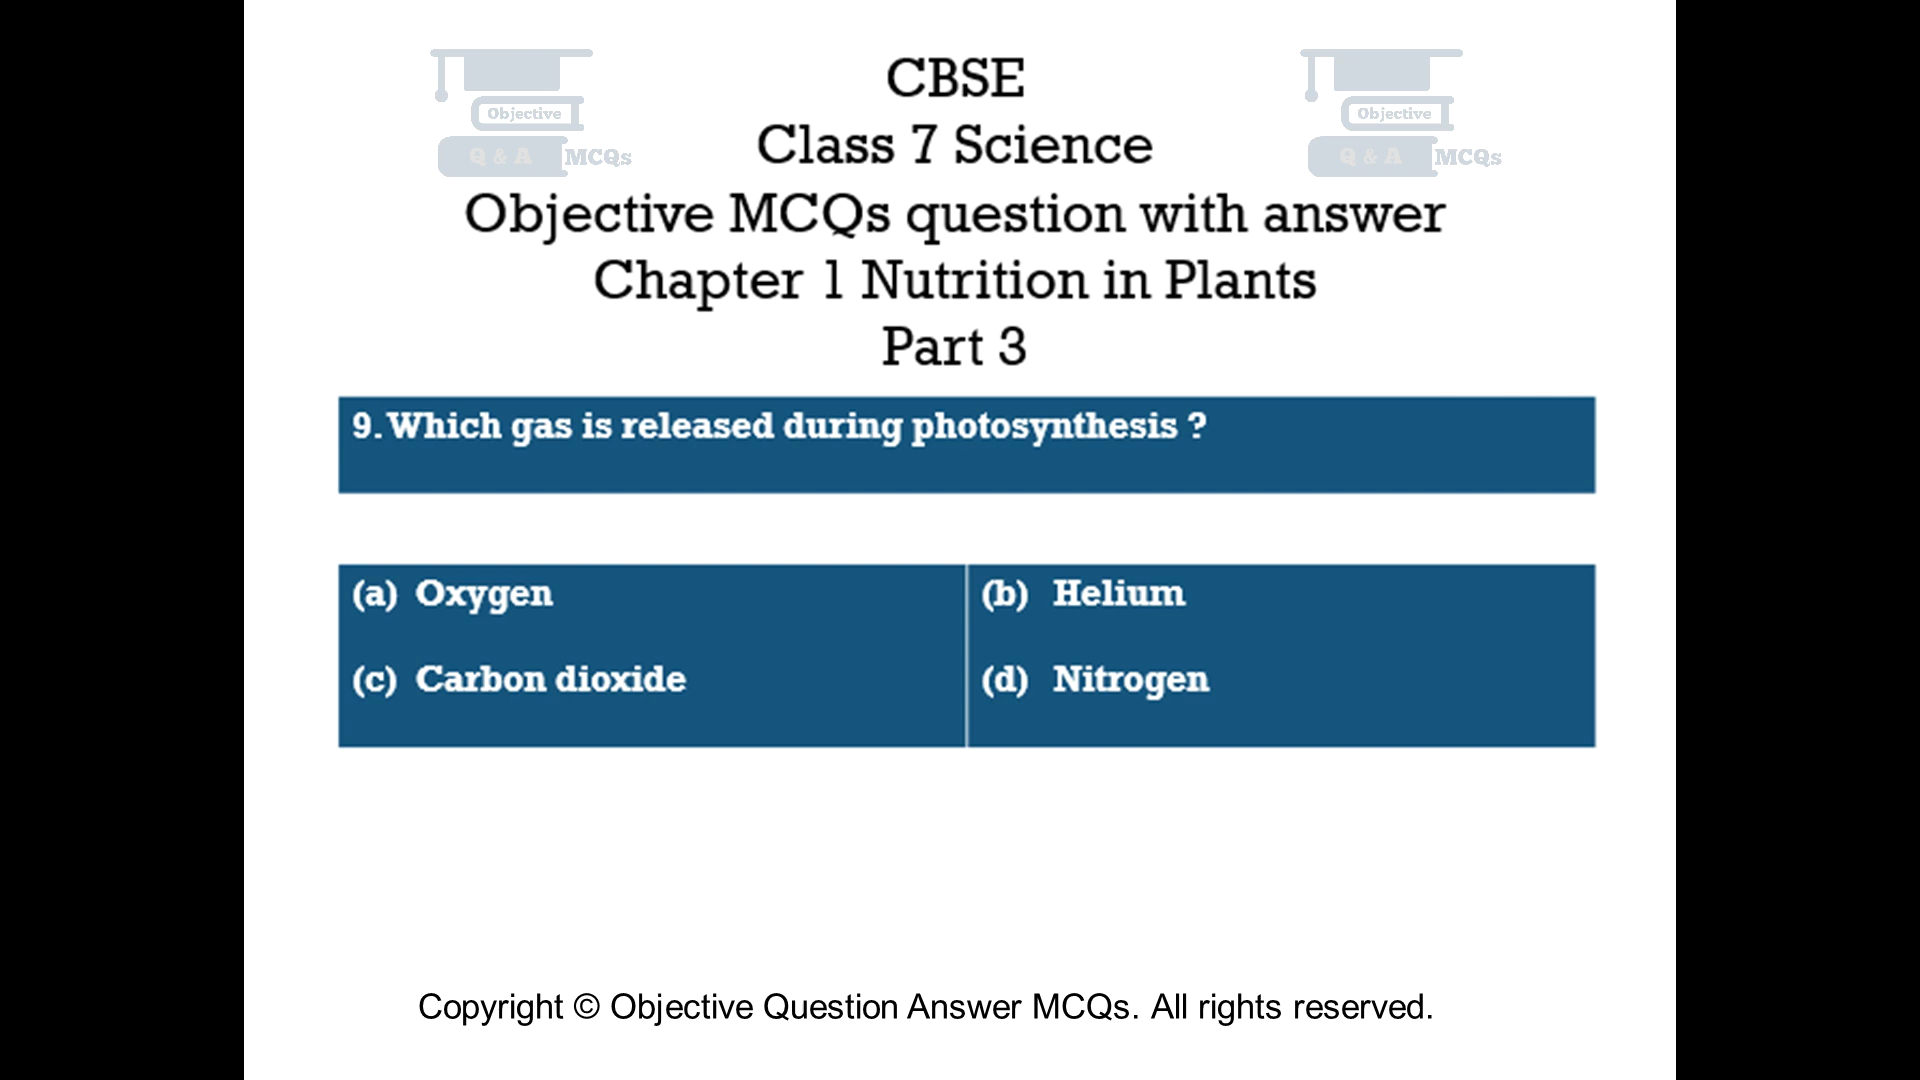 CBSE
Class 7 Science
Objective MCQs question with answer
Chapter 1 Nutrition in Plants
Part 3
Objective
Q & A MCQs
Objective
Q & A MCQs
9. Which gas is released during photosynthesis ?
(a) Oxygen
(b) Helium
(c) Carbon dioxide
(d) Nitrogen
Copyright © Objective Question Answer MCQs. All rights reserved.